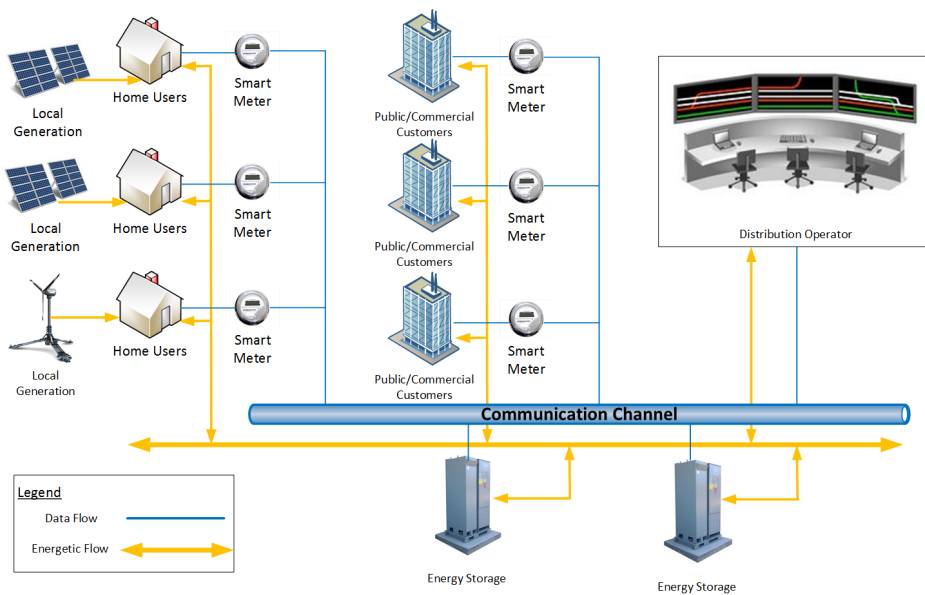 Local
Generation
Home Users
Smart
Meter
Public/Commercial
Customers
Smart
Meter
Local
Generation
Home Users
Smart
Meter
Public/Commercial
Customers
Smart
Meter
Distribution Operator
Local
Generation
Home Users
Smart
Meter
Public/Commercial
Customers
Smart
Meter
Communication Channel
Legend
Data Flow
Energetic Flow
Energy Storage
Energy Storage